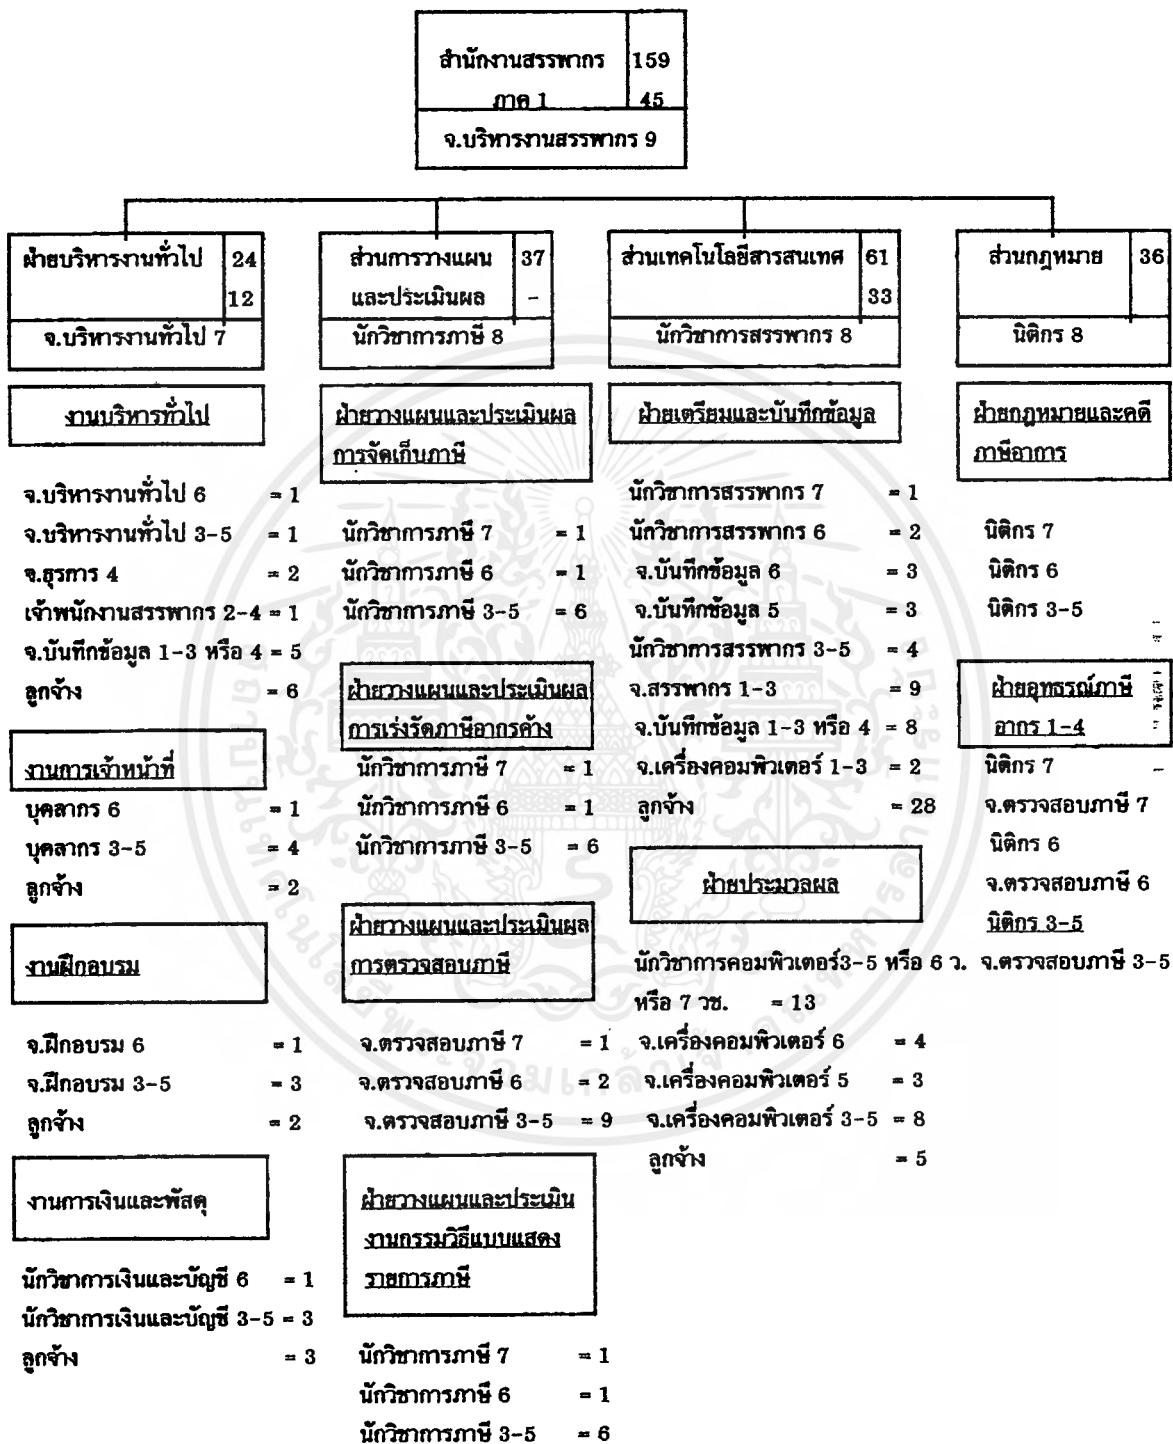 สำนักงานสรรพากร 159
ภาค 1 45
จ.บริหารงานสรรพากร 9
ฝ่ายบริหารงานทั่วไป 24
12
จ.บริหารงานทั่วไป 7
งานบริหารทั่วไป
จ.บริหารงานทั่วไป 6 = 1
จ.บริหารงานทั่วไป 3-5 = 1
จ.ธุรการ 4 = 2
เจ้าพนักงานสรรพากร 2-4 = 1
จ.บันทึกข้อมูล 1-3 หรือ 4 = 5
ลูกจ้าง = 6
งานการเจ้าหน้าที่
บุคลากร 6 = 1
บุคลากร 3-5 = 4
ลูกจ้าง = 2
งานฝึกอบรม
จ.ฝึกอบรม 6 = 1
จ.ฝึกอบรม 3-5 = 3
ลูกจ้าง = 2
งานการเงินและพัสดุ
นักวิชาการเงินและบัญชี 6 = 1
นักวิชาการเงินและบัญชี 3-5 = 3
ลูกจ้าง = 3
ส่วนการวางแผน 37
และประเมินผล -
นักวิชาการภาษี 8
ฝ่ายวางแผนและประเมินผล
การจัดเก็บภาษี
นักวิชาการภาษี 7 = 1
นักวิชาการภาษี 6 = 1
นักวิชาการภาษี 3-5 = 6
ฝ่ายวางแผนและประเมินผล
การเร่งรัดภาษีอากรค้าง
นักวิชาการภาษี 7 = 1
นักวิชาการภาษี 6 = 1
นักวิชาการภาษี 3-5 = 6
ฝ่ายวางแผนและประเมินผล
การตรวจสอบภาษี
จ.ตรวจสอบภาษี 7 = 1
จ.ตรวจสอบภาษี 6 = 2
จ.ตรวจสอบภาษี 3-5 = 9
ฝ่ายวางแผนและประเมิน
งานกรรมวิธีแบบแสดง
รายการภาษี
นักวิชาการภาษี 7 = 1
นักวิชาการภาษี 6 = 1
นักวิชาการภาษี 3-5 = 6
ส่วนเทคโนโลยีสารสนเทศ 61
33
นักวิชาการสรรพากร 8
ฝ่ายเตรียมและบันทึกข้อมูล
นักวิชาการสรรพากร 7 = 1
นักวิชาการสรรพากร 6 = 2
จ.บันทึกข้อมูล 6 = 3
จ.บันทึกข้อมูล 5 = 3
นักวิชาการสรรพากร 3-5 = 4
จ.สรรพากร 1-3 = 9
จ.บันทึกข้อมูล 1-3 หรือ 4 = 8
จ.เครื่องคอมพิวเตอร์ 1-3 = 2
ลูกจ้าง = 28
ฝ่ายประมวลผล
นักวิชาการคอมพิวเตอร์3-5 หรือ 6 ว.
หรือ 7 วช. = 13
จ.เครื่องคอมพิวเตอร์ 6 = 4
จ.เครื่องคอมพิวเตอร์ 5 = 3
จ.เครื่องคอมพิวเตอร์ 3-5 = 8
ลูกจ้าง = 5
ส่วนกฎหมาย 36
นิติกร 8
ฝ่ายกฎหมายและคดี
ภาษีอาการ
นิติกร 7
นิติกร 6
นิติกร 3-5
ฝ่ายอุทธรณ์ภาษี
อากร 1-4
นิติกร 7
จ.ตรวจสอบภาษี 7
นิติกร 6
จ.ตรวจสอบภาษี 6
นิติกร 3-5
จ.ตรวจสอบภาษี 3-5